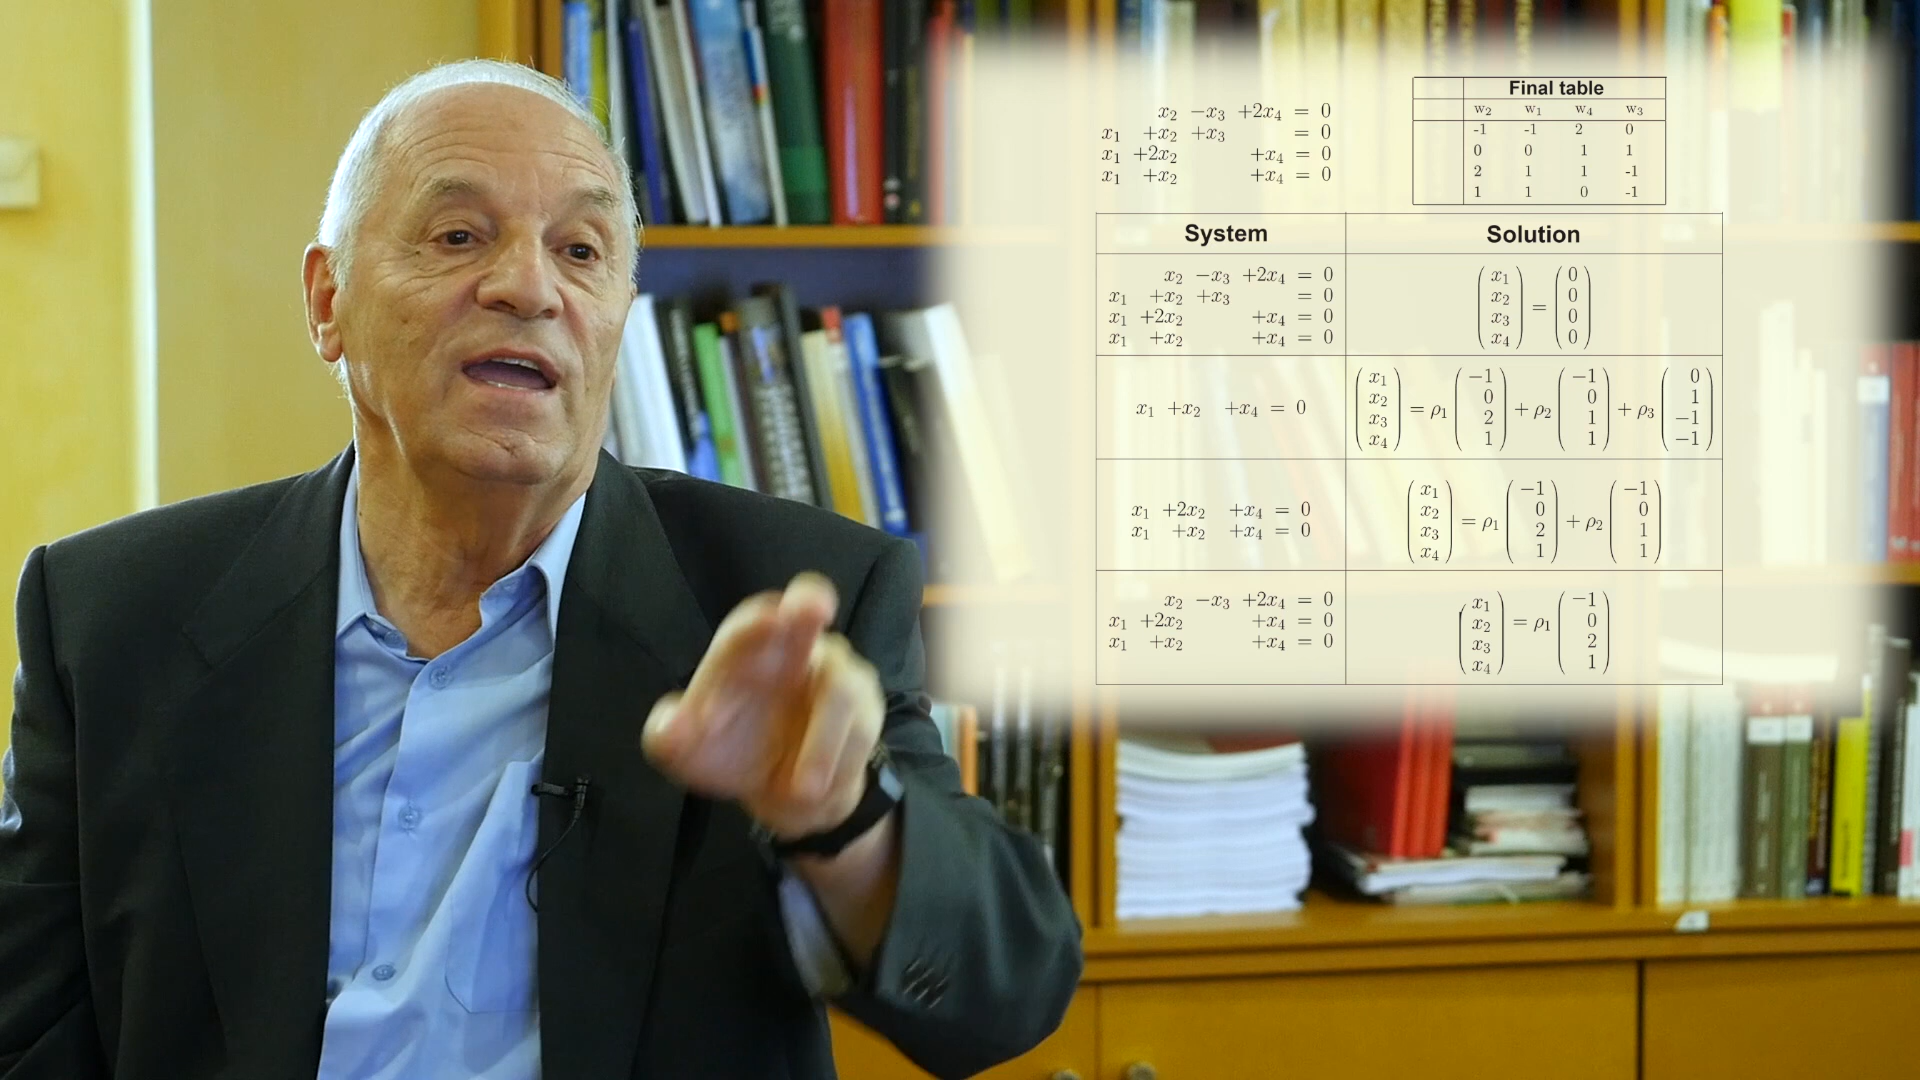 x₂ −x₃ +2x₄ = 0
x₁ +x₂ +x₃ = 0
x₁ +2x₂ +x₄ = 0
x₁ +x₂ +x₄ = 0
Final table
w₂ w₁ w₄ w₃
-1 -1 2 0
0 0 1 1
2 1 1 -1
1 1 0 -1
System Solution
x₂ −x₃ +2x₄ = 0
x₁ +x₂ +x₃ = 0
x₁ +2x₂ +x₄ = 0
x₁ +x₂ +x₄ = 0
(x₁ x₂ x₃ x₄) = (0 0 0 0)
x₁ +x₂ +x₄ = 0
(x₁ x₂ x₃ x₄) = ρ₁ (−1 0 2 1) + ρ₂ (−1 0 1 1) + ρ₃ (0 1 −1 −1)
x₁ +2x₂ +x₄ = 0
x₁ +x₂ +x₄ = 0
(x₁ x₂ x₃ x₄) = ρ₁ (−1 0 2 1) + ρ₂ (−1 0 1 1)
x₂ −x₃ +2x₄ = 0
x₁ +2x₂ +x₄ = 0
x₁ +x₂ +x₄ = 0
(x₁ x₂ x₃ x₄) = ρ₁ (−1 0 2 1)